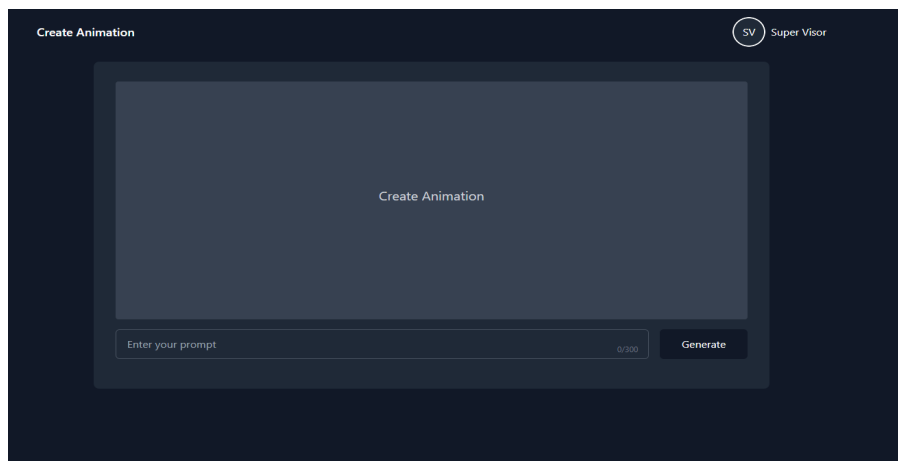 Create Animation
SV Super Visor
Create Animation
Enter your prompt
0/300
Generate